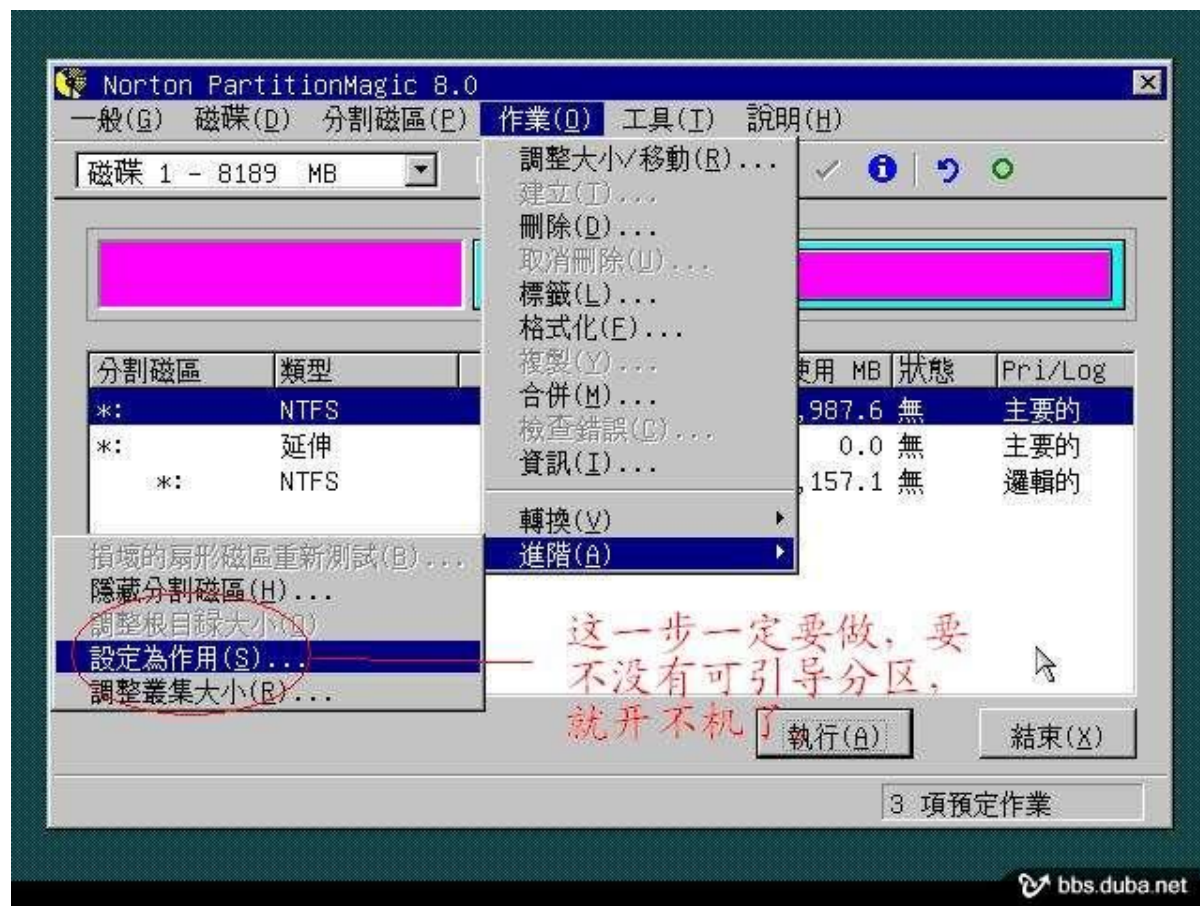 Norton PartitionMagic 8.0
一般(G) 磁碟(D) 分割磁區(P) 作業(O) 工具(T) 說明(H)
磁碟 1 - 8189 MB
調整大小/移動(R)...
建立(T)...
刪除(D)...
取消刪除(U)...
標籤(L)...
格式化(F)...
複製(Y)...
合併(M)...
檢查錯誤(C)...
資訊(I)...
轉換(V)
進階(A)
分割磁區 類型 使用 MB 狀態 Pri/Log
*: NTFS ,987.6 無 主要的
*: 延伸 0.0 無 主要的
*: NTFS ,157.1 無 邏輯的
損壞的扇形磁區重新測試(B)...
隱藏分割磁區(H)...
調整根目録大小(O)
設定為作用(S)...
調整叢集大小(R)...
这一步一定要做，要
不没有可引导分区，
就开不机了
執行(A) 結束(X)
3 項預定作業
bbs.duba.net